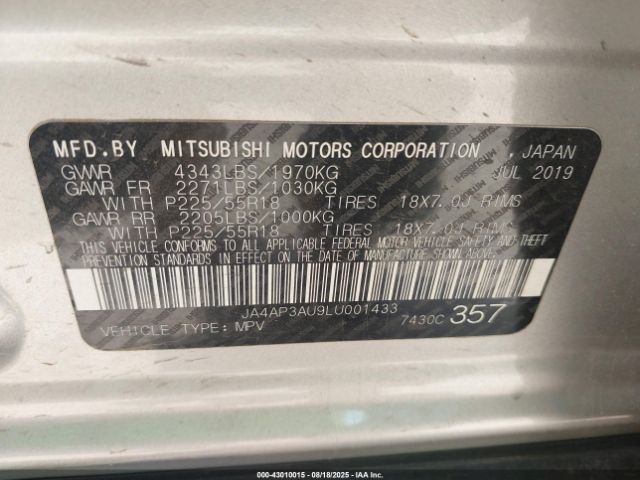 MFD.BY MITSUBISHI MOTORS CORPORATION , JAPAN
GVWR 4343LBS/1970KG JUL 2019
GAWR FR 2271LBS/1030KG
WITH P225/55R18 TIRES 18X7.0J RIMS
GAWR RR 2205LBS/1000KG
WITH P225/55R18 TIRES 18X7.0J RIMS
THIS VEHICLE CONFORMS TO ALL APPLICABLE FEDERAL MOTOR VEHICLE SAFETY AND THEFT
PREVENTION STANDARDS IN EFFECT ON THE DATE OF MANUFACTURE SHOWN ABOVE.
JA4AP3AU9LU001433 7430C 357
VEHICLE TYPE: MPV
000-43010015 - 08/18/2025 - IAA Inc.